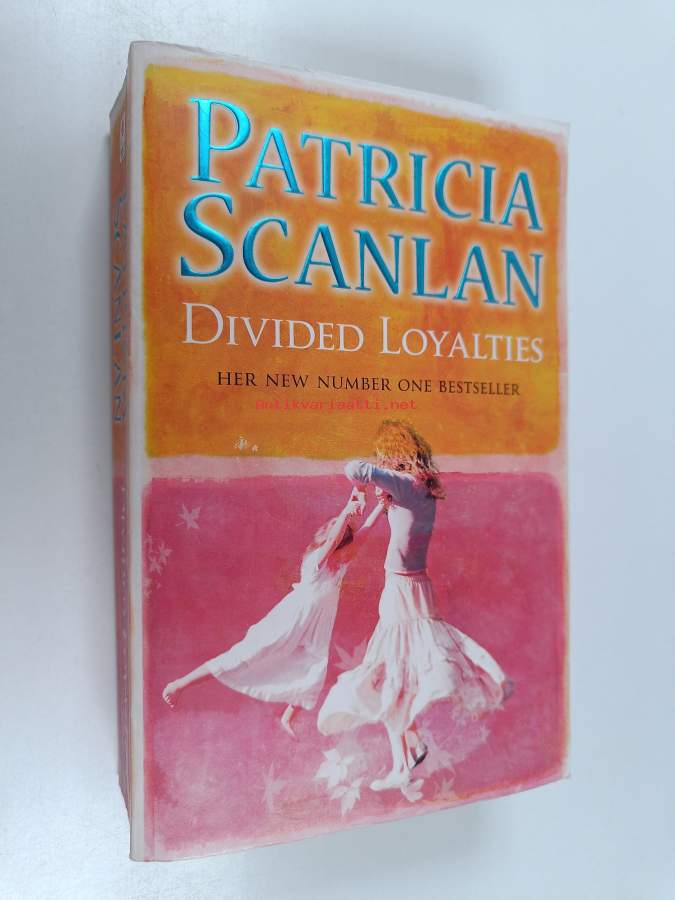 PATRICIA
SCANLAN
DIVIDED LOYALTIES
HER NEW NUMBER ONE BESTSELLER
antikvariaatti.net
SCANLAN